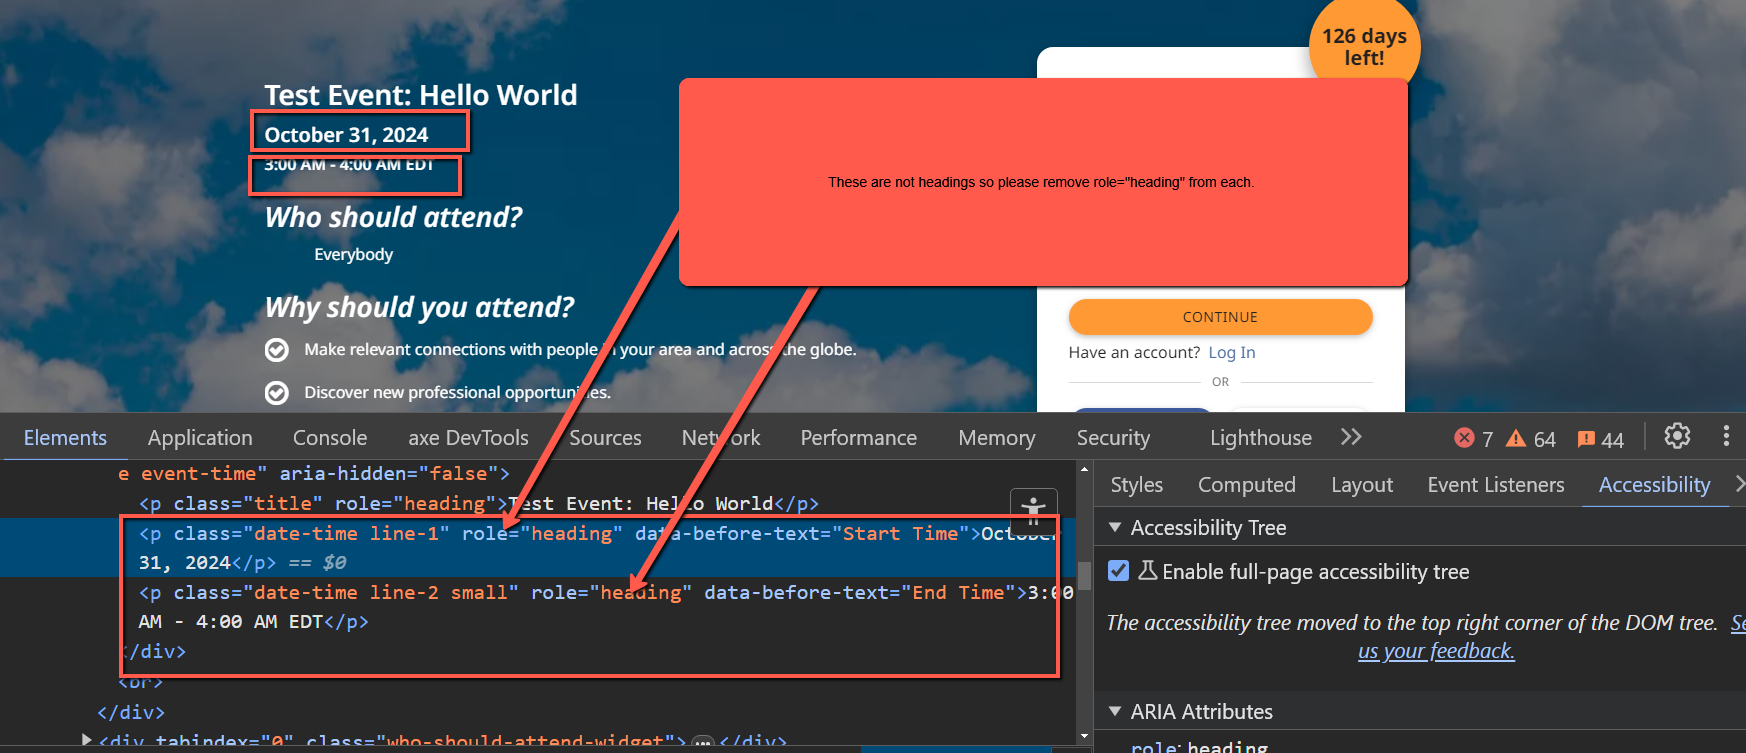 126 days
left!
Test Event: Hello World
October 31, 2024
3:00 AM - 4:00 AM EDT
These are not headings so please remove role="heading" from each.
Who should attend?
Everybody
Why should you attend?
Make relevant connections with people in your area and across the globe.
Discover new professional opportunities.
CONTINUE
Have an account? Log In
OR
Elements Application Console axe DevTools Sources Network Performance Memory Security Lighthouse 7 64 44
e event-time" aria-hidden="false">
<p class="title" role="heading">Test Event: Hello World</p>
<p class="date-time line-1" role="heading" data-before-text="Start Time">October
31, 2024</p> == $0
<p class="date-time line-2 small" role="heading" data-before-text="End Time">3:00
AM - 4:00 AM EDT</p>
</div>
<br>
</div>
<div tabindex="0" class="who-should-attend-widget"> … </div>
Styles Computed Layout Event Listeners Accessibility
Accessibility Tree
Enable full-page accessibility tree
The accessibility tree moved to the top right corner of the DOM tree. Se
us your feedback.
ARIA Attributes
role: heading